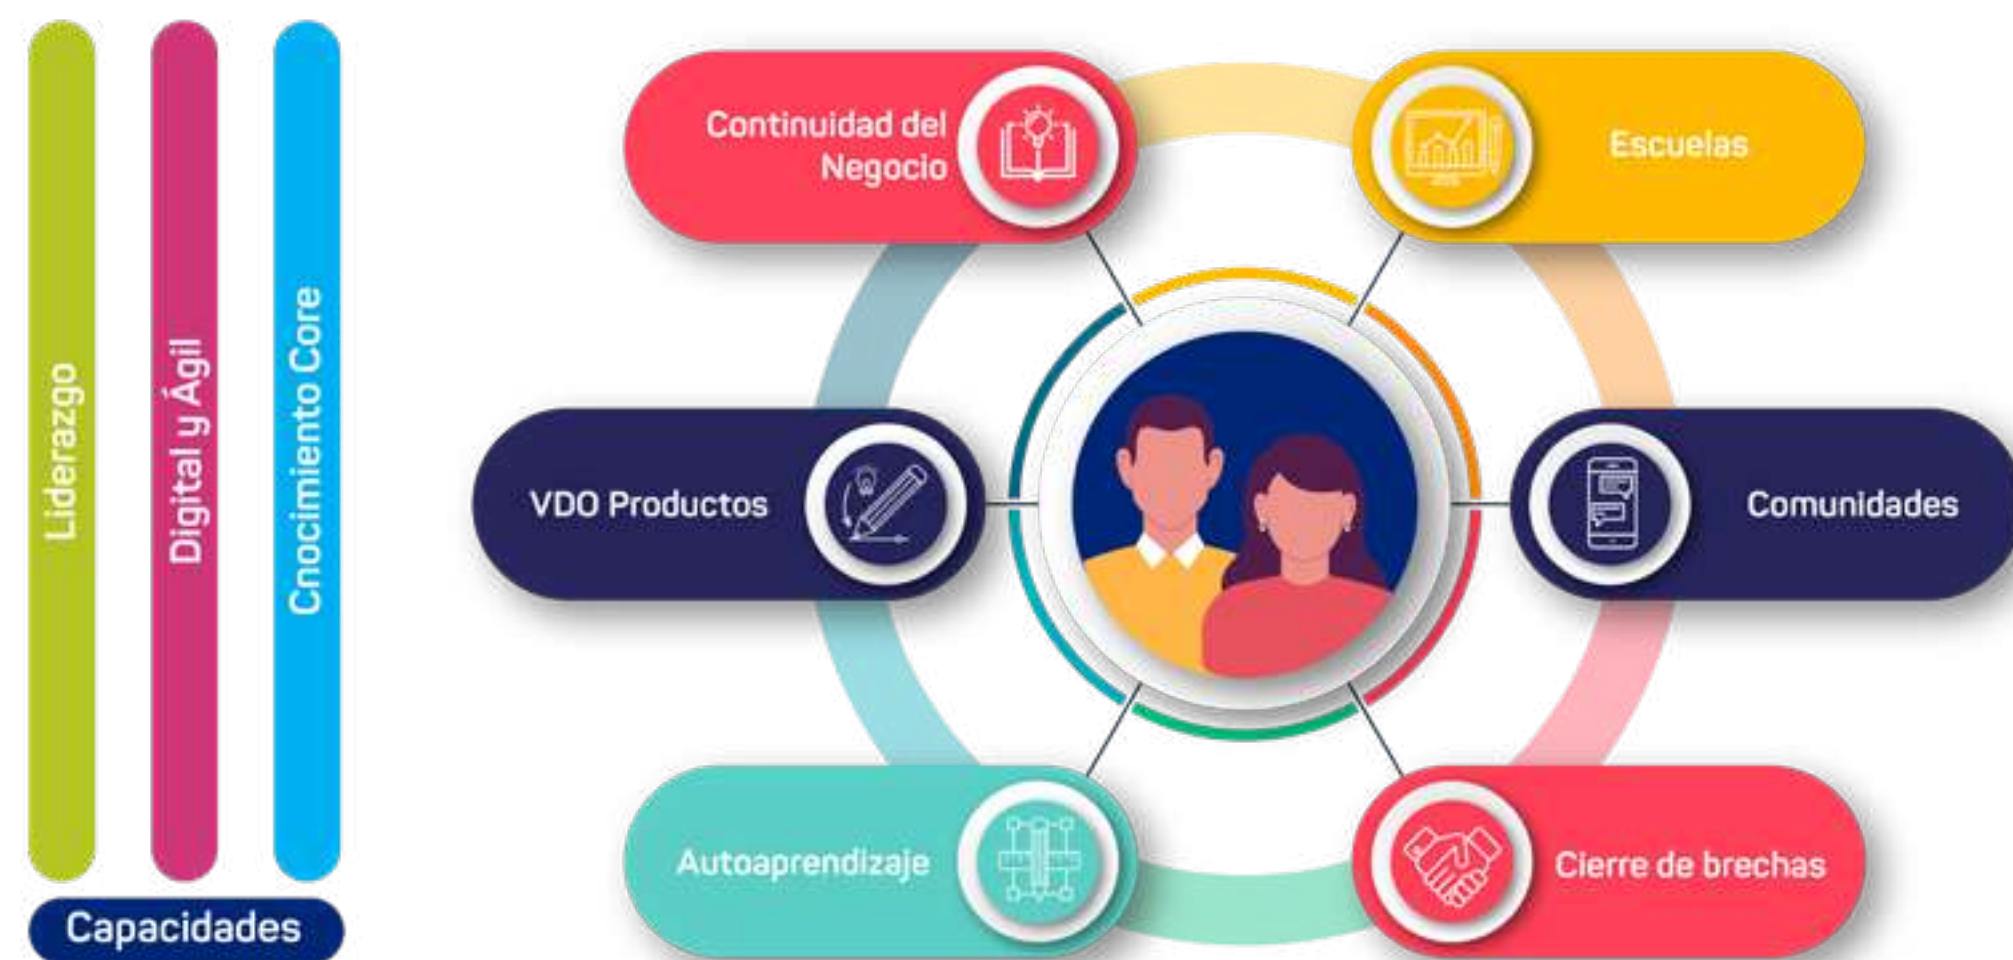 Liderazgo
Digital y Ágil
Cnocimiento Core
Capacidades
Continuidad del
Negocio
Escuelas
VDO Productos
Comunidades
Autoaprendizaje
Cierre de brechas